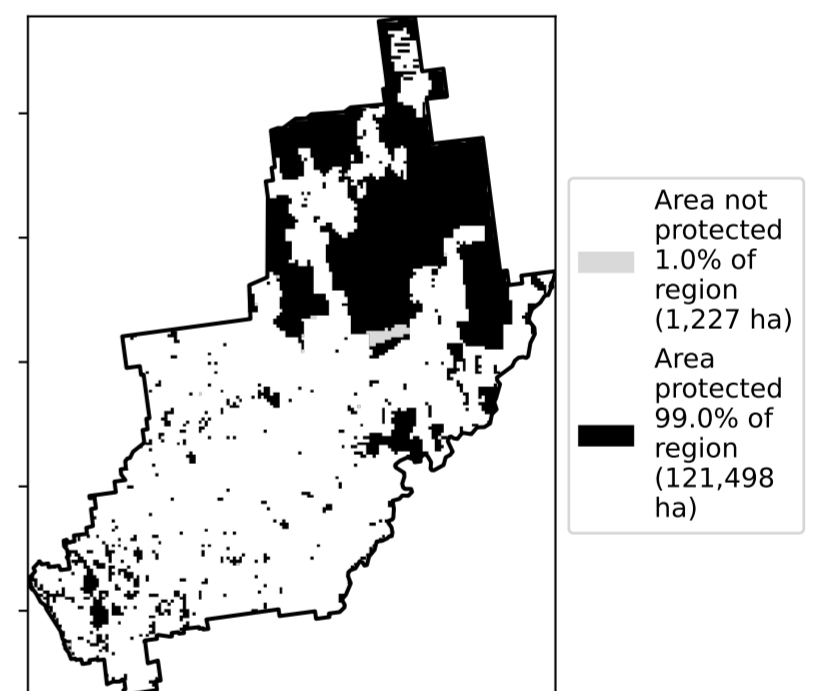 Area not
protected
1.0% of
region
(1,227 ha)
Area
protected
99.0% of
region
(121,498
ha)